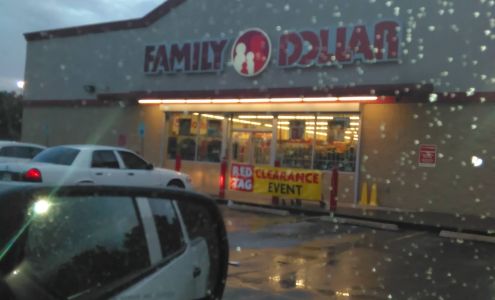 FAMILY DOLLAR
RED
TAG
CLEARANCE
EVENT